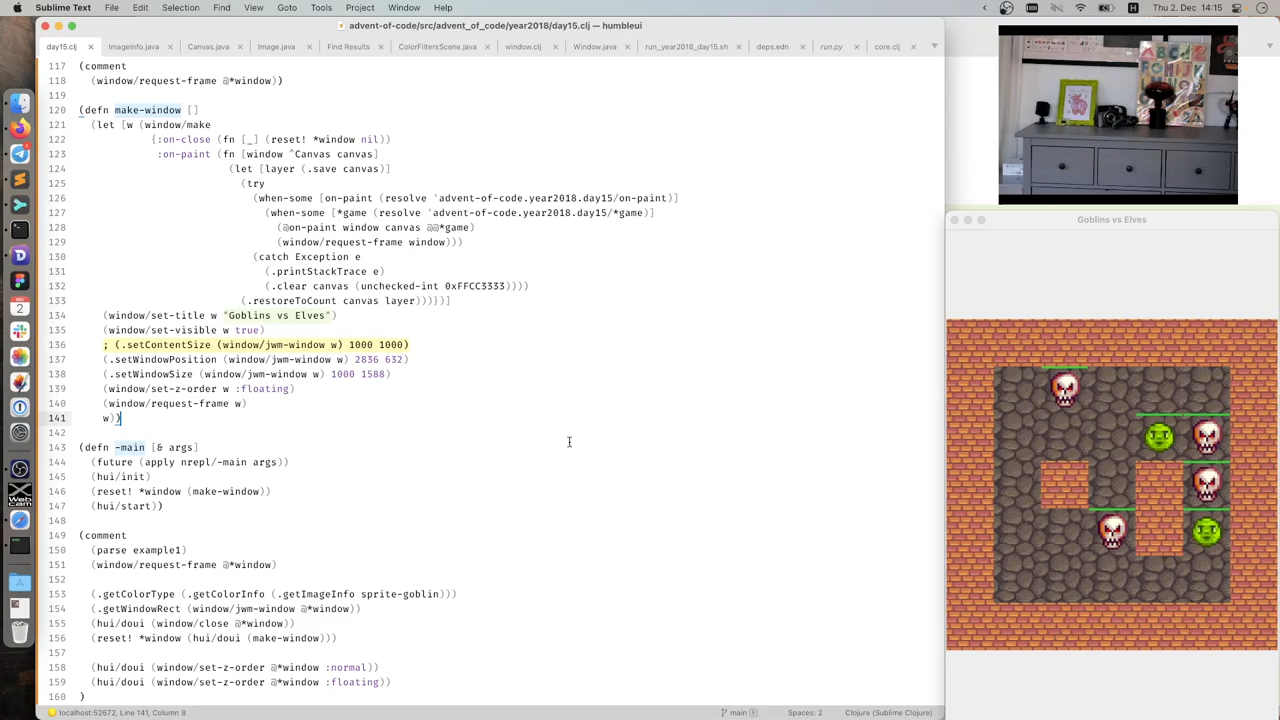 Sublime Text File Edit Selection Find View Goto Tools Project Window Help
Thu, 2. Dec 14:15
advent-of-code/src/advent_of_code/year2018/day15.clj — humbleui
day15.clj ImageInfo.java Canvas.java Image.java Find Results ColorFiltersScene.java window.clj Window.java run_year2018_day15.sh deps.edn run.py core.clj
117 (comment
118 (window/request-frame @*window))
119
120 (defn make-window []
121 (let [w (window/make
122 {:on-close (fn [_] (reset! *window nil))
123 :on-paint (fn [window ^Canvas canvas]
124 (let [layer (.save canvas)]
125 (try
126 (when-some [on-paint (resolve 'advent-of-code.year2018.day15/on-paint)]
127 (when-some [*game (resolve 'advent-of-code.year2018.day15/*game)]
128 (@on-paint window canvas @@*game)
129 (window/request-frame window)))
130 (catch Exception e
131 (.printStackTrace e)
132 (.clear canvas (unchecked-int 0xFFCC3333))))
133 (.restoreToCount canvas layer)))})]
134 (window/set-title w "Goblins vs Elves")
135 (window/set-visible w true)
136 ; (.setContentSize (window/jwm-window w) 1000 1000)
137 (.setWindowPosition (window/jwm-window w) 2836 632)
138 (.setWindowSize (window/jwm-window w) 1000 1588)
139 (window/set-z-order w :floating)
140 (window/request-frame w)
141 w))
142
143 (defn -main [& args]
144 (future (apply nrepl/-main args))
145 (hui/init)
146 (reset! *window (make-window))
147 (hui/start))
148
149 (comment
150 (parse example1)
151 (window/request-frame @*window)
152
153 (.getColorType (.getColorInfo (.getImageInfo sprite-goblin)))
154 (.getWindowRect (window/jwm-window @*window))
155 (hui/doui (window/close @*window))
156 (reset! *window (hui/doui (make-window)))
157
158 (hui/doui (window/set-z-order @*window :normal))
159 (hui/doui (window/set-z-order @*window :floating))
160 )
localhost:52672, Line 141, Column 8
main 8 Spaces: 2 Clojure (Sublime Clojure)
Goblins vs Elves
DEC
2